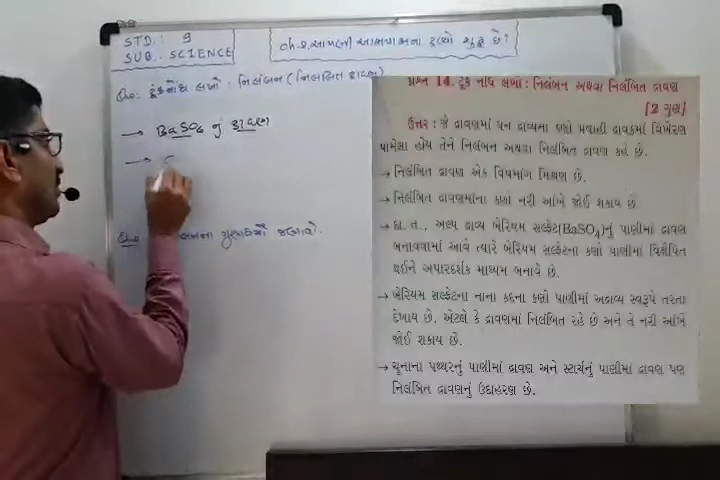 STD. : 9
SUB. SCIENCE
ch-2. આપણી આસપાસના દ્રવ્યો શુદ્ધ છે?
Que: ટૂંકનોંધ લખો : નિલંબન (નિલંબિત દ્રાવણ)
→ BaSO4 નું દ્રાવણ
→
Que: ગુણધર્મો જણાવો.
પ્રશ્ન 14. ટૂંક નોંધ લખો : નિલંબન અથવા નિલંબિત દ્રાવણ
[2 ગુણ]
ઉત્તર : જે દ્રાવણમાં ઘન દ્રાવ્યના કણો પ્રવાહી દ્રાવકમાં વિખેરણ
પામેલા હોય તેને નિલંબન અથવા નિલંબિત દ્રાવણ કહે છે.
→ નિલંબિત દ્રાવણ એક વિષમાંગ મિશ્રણ છે.
→ નિલંબિત દ્રાવણમાંના કણો નરી આંખે જોઈ શકાય છે
→ દા.ત., અલ્પ દ્રાવ્ય બેરિયમ સલ્ફેટ(BaSO₄)નું પાણીમાં દ્રાવણ
બનાવવામાં આવે ત્યારે બેરિયમ સલ્ફેટના કણો પાણીમાં વિક્ષેપિત
થઈને અપારદર્શક માધ્યમ બનાવે છે.
→ બેરિયમ સલ્ફેટના નાના કદના કણો પાણીમાં અદ્રાવ્ય સ્વરૂપે તરતા
દેખાય છે. એટલે કે દ્રાવણમાં નિલંબિત રહે છે અને તે નરી આંખે
જોઈ શકાય છે.
→ ચૂનાના પથ્થરનું પાણીમાં દ્રાવણ અને સ્ટાર્ચનું પાણીમાં દ્રાવણ પણ
નિલંબિત દ્રાવણનું ઉદાહરણ છે.